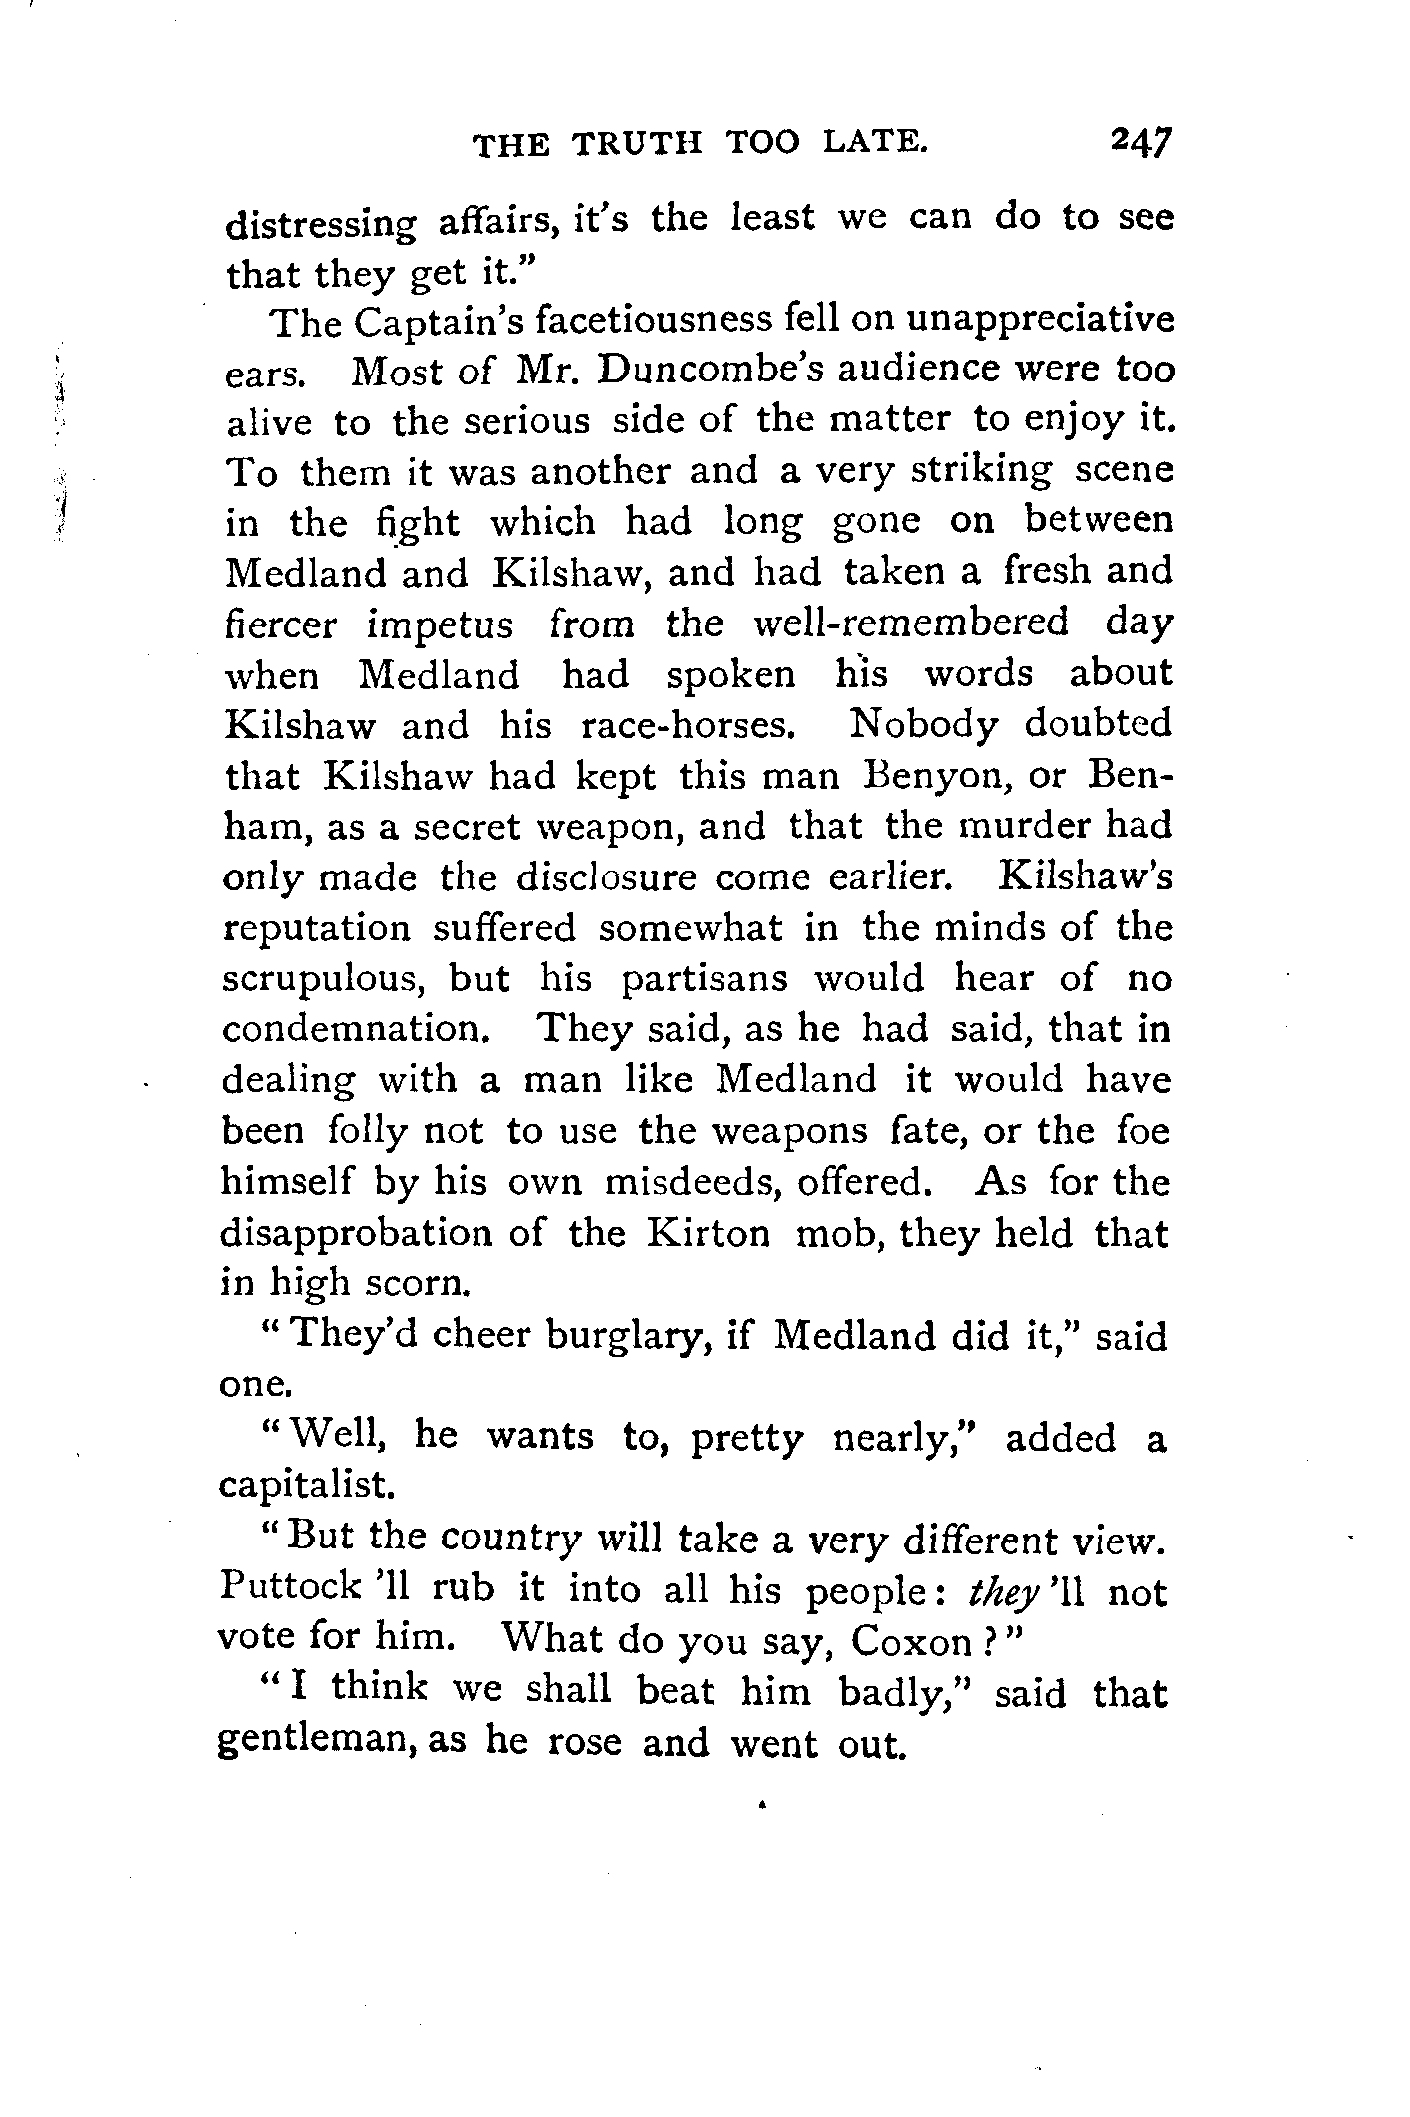 THE TRUTH TOO LATE. 247
distressing affairs, it's the least we can do to see
that they get it."
The Captain's facetiousness fell on unappreciative
ears. Most of Mr. Duncombe's audience were too
alive to the serious side of the matter to enjoy it.
To them it was another and a very striking scene
in the fight which had long gone on between
Medland and Kilshaw, and had taken a fresh and
fiercer impetus from the well-remembered day
when Medland had spoken his words about
Kilshaw and his race-horses. Nobody doubted
that Kilshaw had kept this man Benyon, or Ben-
ham, as a secret weapon, and that the murder had
only made the disclosure come earlier. Kilshaw's
reputation suffered somewhat in the minds of the
scrupulous, but his partisans would hear of no
condemnation. They said, as he had said, that in
dealing with a man like Medland it would have
been folly not to use the weapons fate, or the foe
himself by his own misdeeds, offered. As for the
disapprobation of the Kirton mob, they held that
in high scorn.
"They'd cheer burglary, if Medland did it," said
one.
"Well, he wants to, pretty nearly," added a
capitalist.
"But the country will take a very different view.
Puttock 'll rub it into all his people: they 'll not
vote for him. What do you say, Coxon?"
"I think we shall beat him badly," said that
gentleman, as he rose and went out.